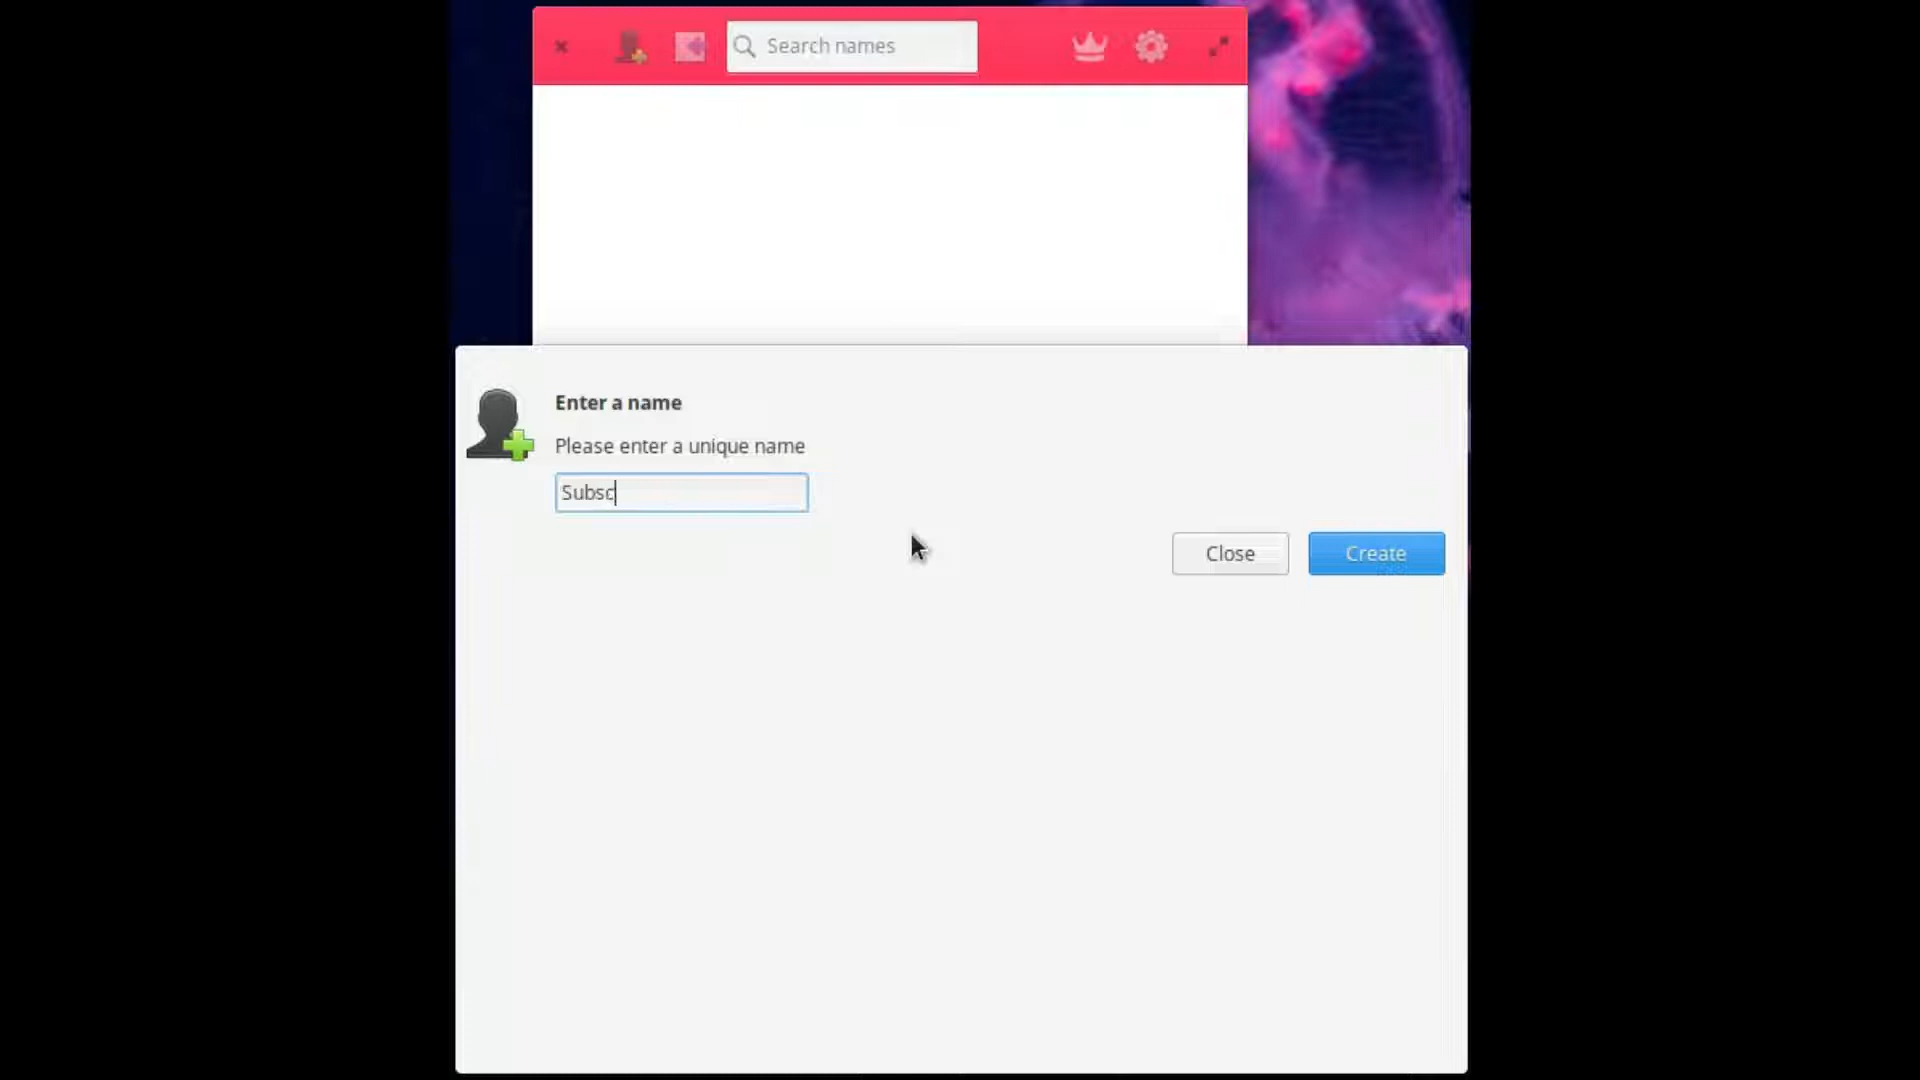 Search names
Enter a name
Please enter a unique name
Subsc
Close
Create